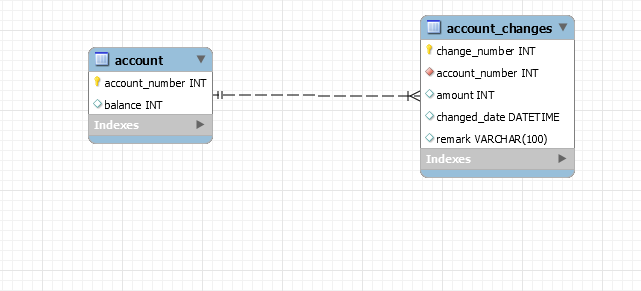 account
account_number INT
balance INT
Indexes
account_changes
change_number INT
account_number INT
amount INT
changed_date DATETIME
remark VARCHAR(100)
Indexes